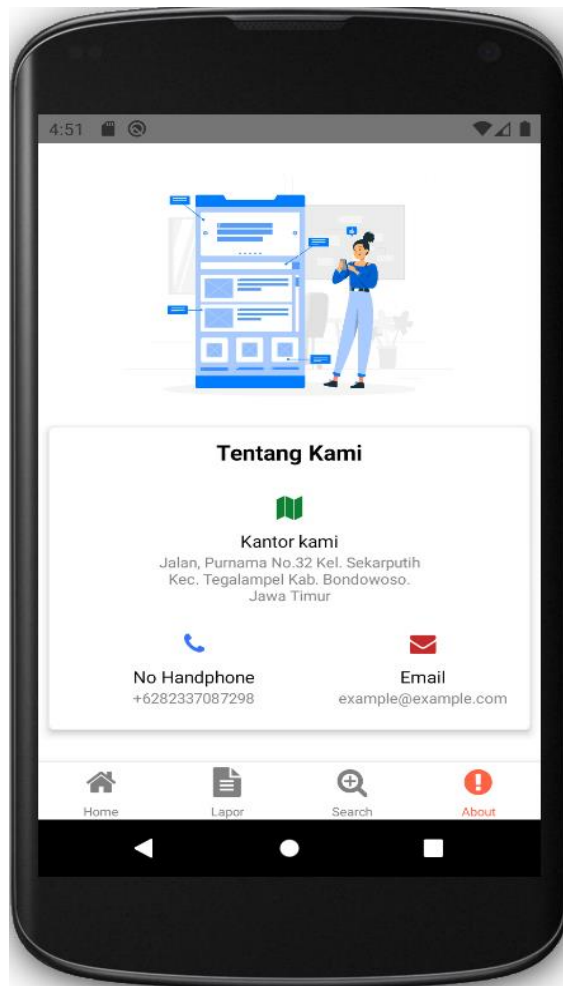 4:51
Tentang Kami
Kantor kami
Jalan, Purnama No.32 Kel. Sekarputih
Kec. Tegalampel Kab. Bondowoso.
Jawa Timur
No Handphone
+6282337087298
Email
example@example.com
Home
Lapor
Search
About